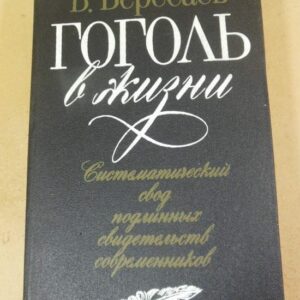 В. Вересаев
ГОГОЛЬ
в жизни
Систематический
свод
подлинных
свидетельств
современников